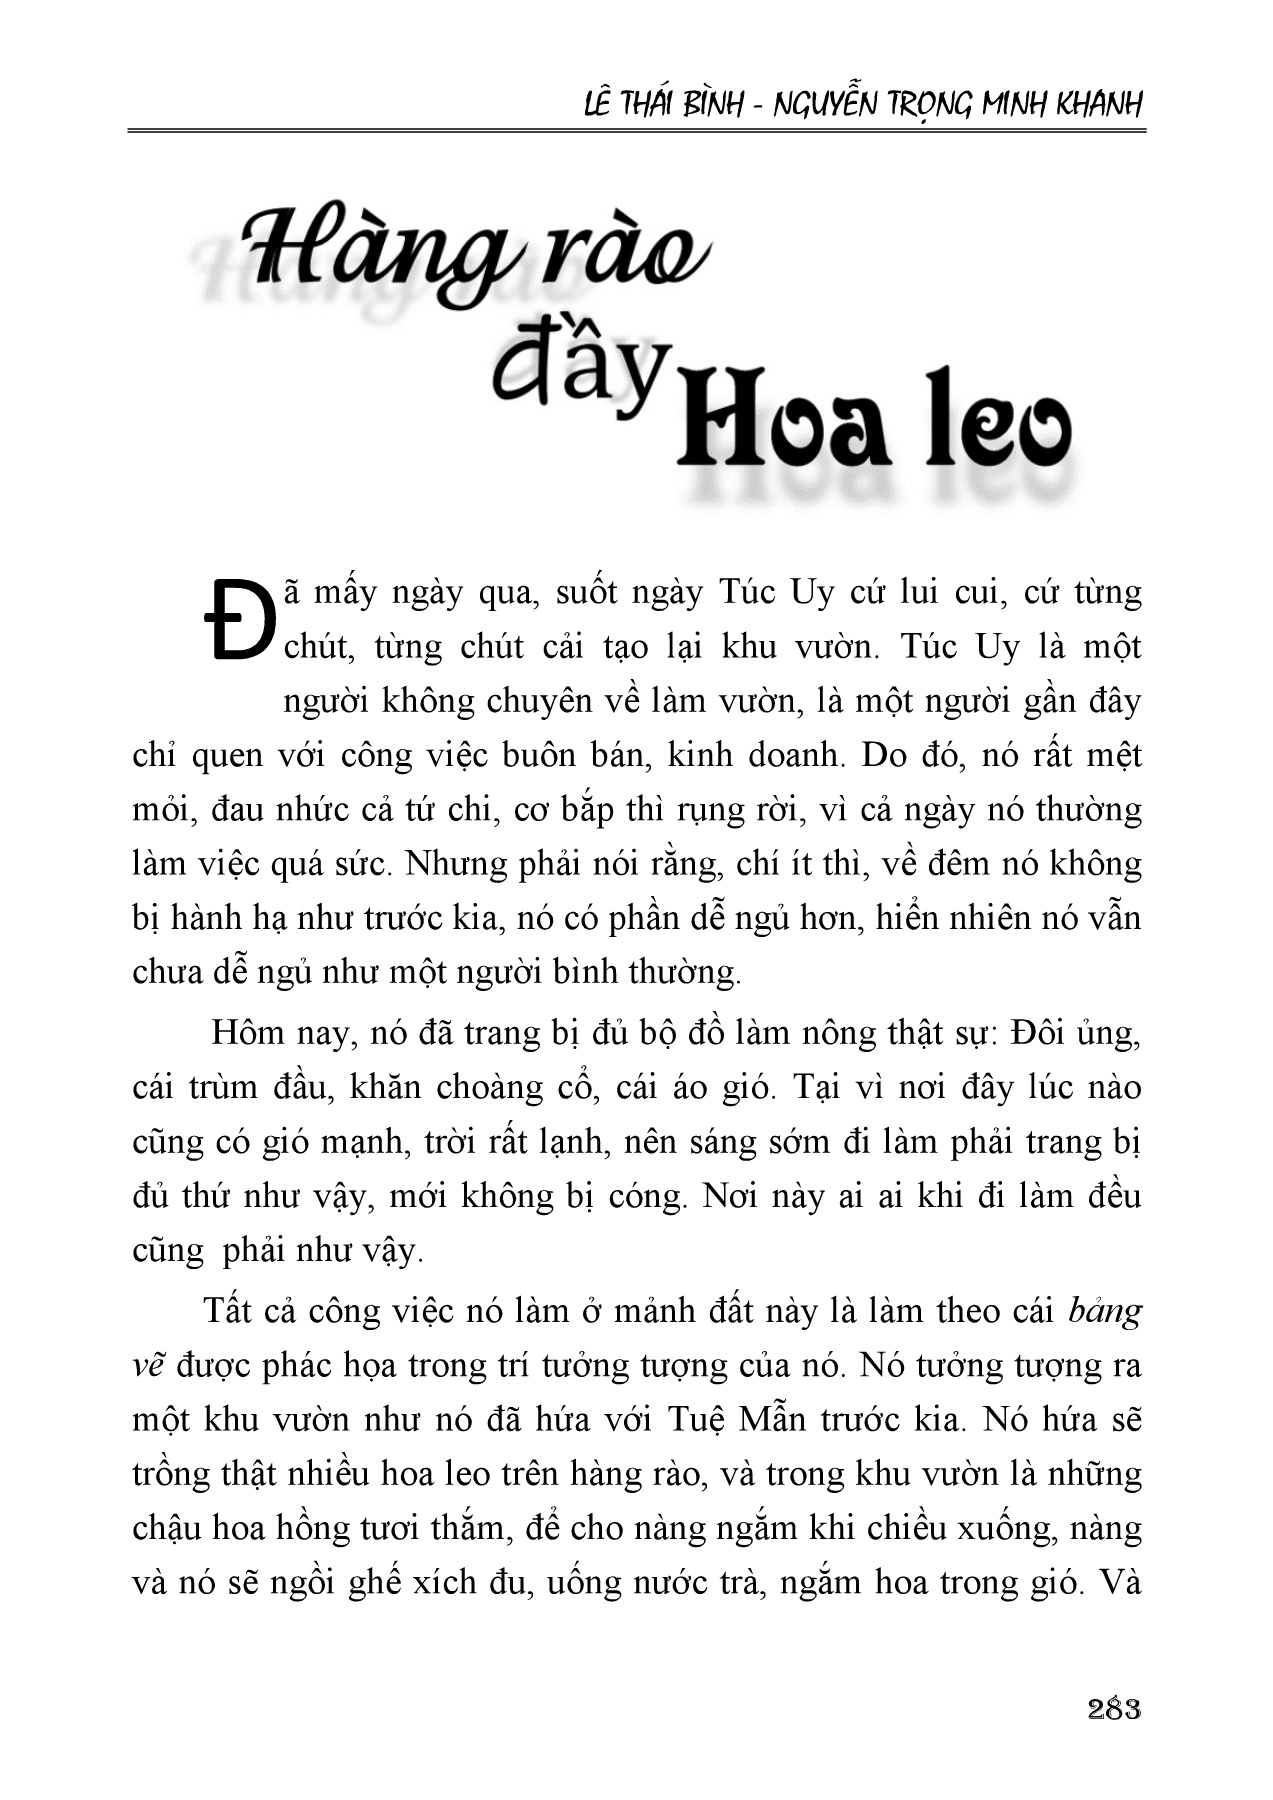 LÊ THÁI BÌNH - NGUYỄN TRỌNG MINH KHANH
Hàng rào
đầy
Hoa leo
Đã mấy ngày qua, suốt ngày Túc Uy cứ lui cui, cứ từng
chút, từng chút cải tạo lại khu vườn. Túc Uy là một
người không chuyên về làm vườn, là một người gần đây
chỉ quen với công việc buôn bán, kinh doanh. Do đó, nó rất mệt
mỏi, đau nhức cả tứ chi, cơ bắp thì rụng rời, vì cả ngày nó thường
làm việc quá sức. Nhưng phải nói rằng, chí ít thì, về đêm nó không
bị hành hạ như trước kia, nó có phần dễ ngủ hơn, hiển nhiên nó vẫn
chưa dễ ngủ như một người bình thường.
Hôm nay, nó đã trang bị đủ bộ đồ làm nông thật sự: Đôi ủng,
cái trùm đầu, khăn choàng cổ, cái áo gió. Tại vì nơi đây lúc nào
cũng có gió mạnh, trời rất lạnh, nên sáng sớm đi làm phải trang bị
đủ thứ như vậy, mới không bị cóng. Nơi này ai ai khi đi làm đều
cũng  phải như vậy.
Tất cả công việc nó làm ở mảnh đất này là làm theo cái bảng
vẽ được phác họa trong trí tưởng tượng của nó. Nó tưởng tượng ra
một khu vườn như nó đã hứa với Tuệ Mẫn trước kia. Nó hứa sẽ
trồng thật nhiều hoa leo trên hàng rào, và trong khu vườn là những
chậu hoa hồng tươi thắm, để cho nàng ngắm khi chiều xuống, nàng
và nó sẽ ngồi ghế xích đu, uống nước trà, ngắm hoa trong gió. Và
283